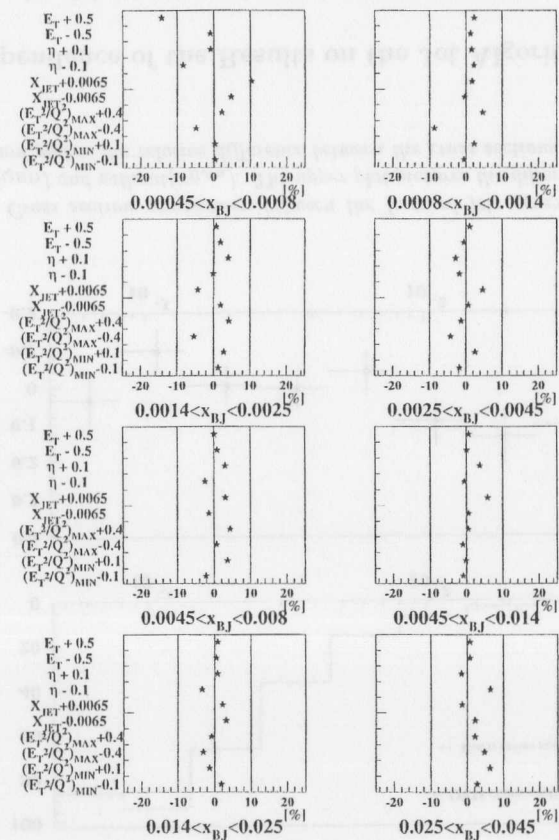 E_T + 0.5
E_T - 0.5
η + 0.1
η - 0.1
X_JET+0.0065
X_JET-0.0065
(E_T²/Q²)_MAX+0.4
(E_T²/Q²)_MAX-0.4
(E_T²/Q²)_MIN+0.1
(E_T²/Q²)_MIN-0.1
-20 -10 0 10 20 [%]
-20 -10 0 10 20 [%]
0.00045<x_BJ<0.0008
0.0008<x_BJ<0.0014
E_T + 0.5
E_T - 0.5
η + 0.1
η - 0.1
X_JET+0.0065
X_JET-0.0065
(E_T²/Q²)_MAX+0.4
(E_T²/Q²)_MAX-0.4
(E_T²/Q²)_MIN+0.1
(E_T²/Q²)_MIN-0.1
-20 -10 0 10 20 [%]
-20 -10 0 10 20 [%]
0.0014<x_BJ<0.0025
0.0025<x_BJ<0.0045
E_T + 0.5
E_T - 0.5
η + 0.1
η - 0.1
X_JET+0.0065
X_JET-0.0065
(E_T²/Q²)_MAX+0.4
(E_T²/Q²)_MAX-0.4
(E_T²/Q²)_MIN+0.1
(E_T²/Q²)_MIN-0.1
-20 -10 0 10 20 [%]
-20 -10 0 10 20 [%]
0.0045<x_BJ<0.008
0.0045<x_BJ<0.014
E_T + 0.5
E_T - 0.5
η + 0.1
η - 0.1
X_JET+0.0065
X_JET-0.0065
(E_T²/Q²)_MAX+0.4
(E_T²/Q²)_MAX-0.4
(E_T²/Q²)_MIN+0.1
(E_T²/Q²)_MIN-0.1
-20 -10 0 10 20 [%]
-20 -10 0 10 20 [%]
0.014<x_BJ<0.025
0.025<x_BJ<0.045